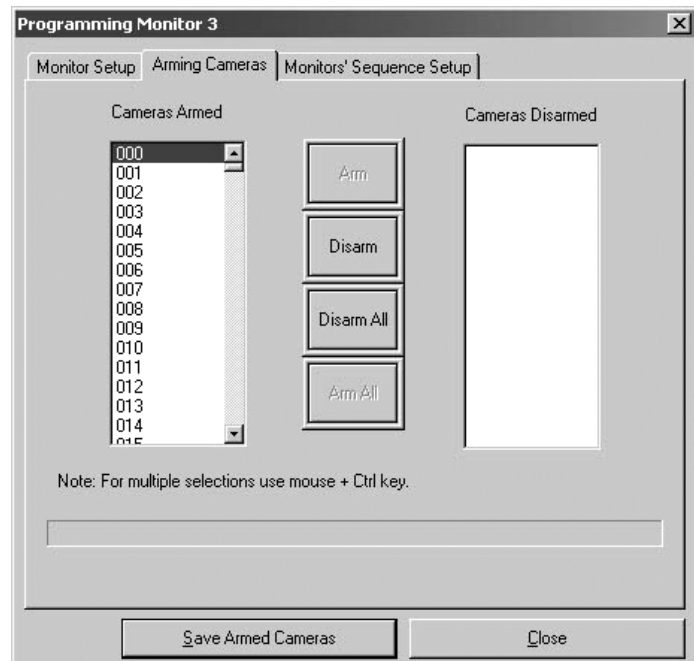 Programming Monitor 3
Monitor Setup
Arming Cameras
Monitors' Sequence Setup
Cameras Armed
Cameras Disarmed
000
001
002
003
004
005
006
007
008
009
010
011
012
013
014
015
Arm
Disarm
Disarm All
Arm All
Note: For multiple selections use mouse + Ctrl key.
Save Armed Cameras
Close